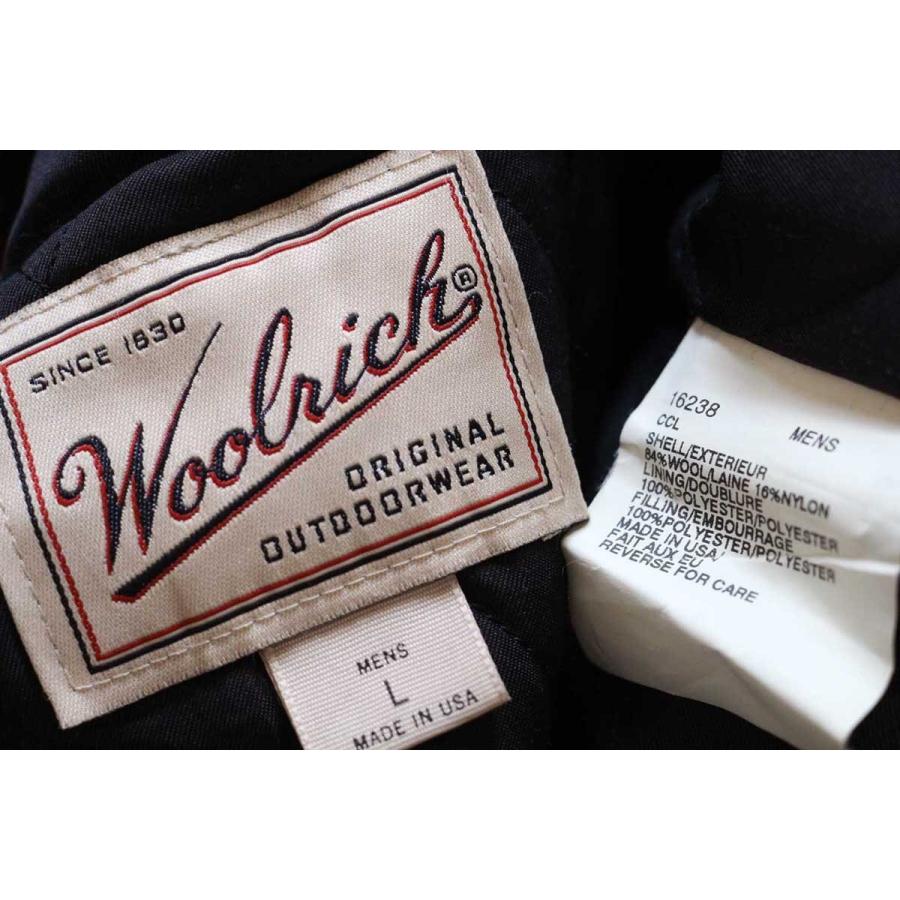 SINCE 1830
Woolrich®
ORIGINAL
OUTDOORWEAR
MENS
L
MADE IN USA
16238 MENS
CCL
SHELL/EXTERIEUR
84%WOOL/LAINE 16%NYLON
LINING/DOUBLURE
100%POLYESTER/POLYESTER
FILLING/EMBOURRAGE
100%POLYESTER/POLYESTER
MADE IN USA/
FAIT AUX EU
REVERSE FOR CARE